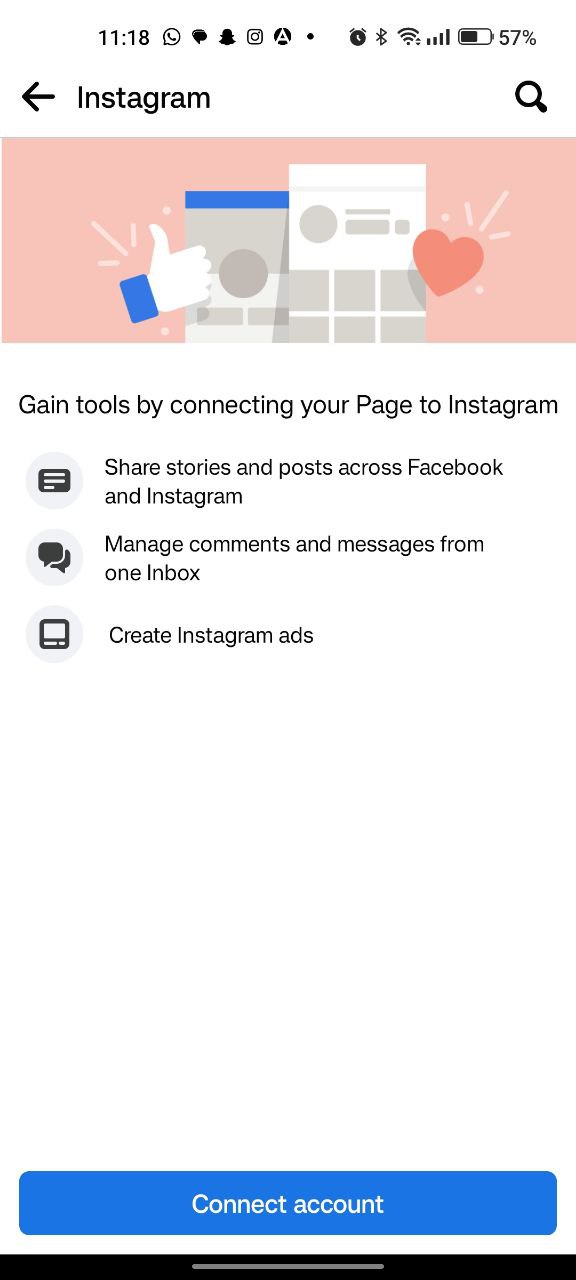 11:18 57%
Instagram
Gain tools by connecting your Page to Instagram
Share stories and posts across Facebook
and Instagram
Manage comments and messages from
one Inbox
Create Instagram ads
Connect account